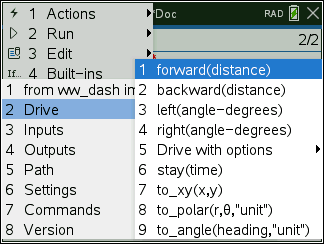 1 Actions
rDoc
RAD
2 Run
2/2
3 Edit
If... 4 Built-ins
1 from ww_dash im
2 Drive
3 Inputs
4 Outputs
5 Path
6 Settings
7 Commands
8 Version
1 forward(distance)
2 backward(distance)
3 left(angle-degrees)
4 right(angle-degrees)
5 Drive with options
6 stay(time)
7 to_xy(x,y)
8 to_polar(r,θ,"unit")
9 to_angle(heading,"unit")